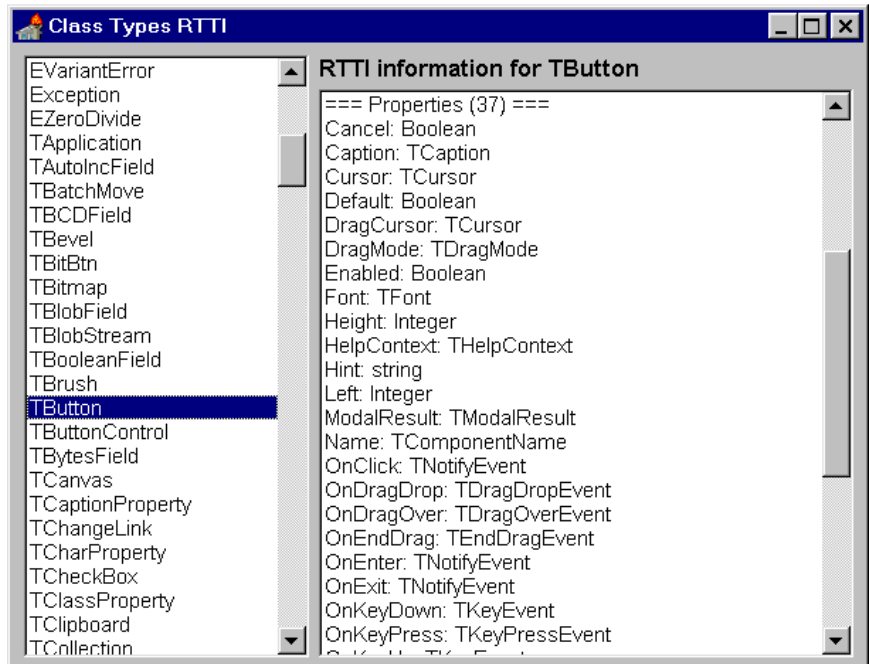 Class Types RTTI
EVariantError
Exception
EZeroDivide
TApplication
TAutoIncField
TBatchMove
TBCDField
TBevel
TBitBtn
TBitmap
TBlobField
TBlobStream
TBooleanField
TBrush
TButton
TButtonControl
TBytesField
TCanvas
TCaptionProperty
TChangeLink
TCharProperty
TCheckBox
TClassProperty
TClipboard
TCollection
RTTI information for TButton
=== Properties (37) ===
Cancel: Boolean
Caption: TCaption
Cursor: TCursor
Default: Boolean
DragCursor: TCursor
DragMode: TDragMode
Enabled: Boolean
Font: TFont
Height: Integer
HelpContext: THelpContext
Hint: string
Left: Integer
ModalResult: TModalResult
Name: TComponentName
OnClick: TNotifyEvent
OnDragDrop: TDragDropEvent
OnDragOver: TDragOverEvent
OnEndDrag: TEndDragEvent
OnEnter: TNotifyEvent
OnExit: TNotifyEvent
OnKeyDown: TKeyEvent
OnKeyPress: TKeyPressEvent